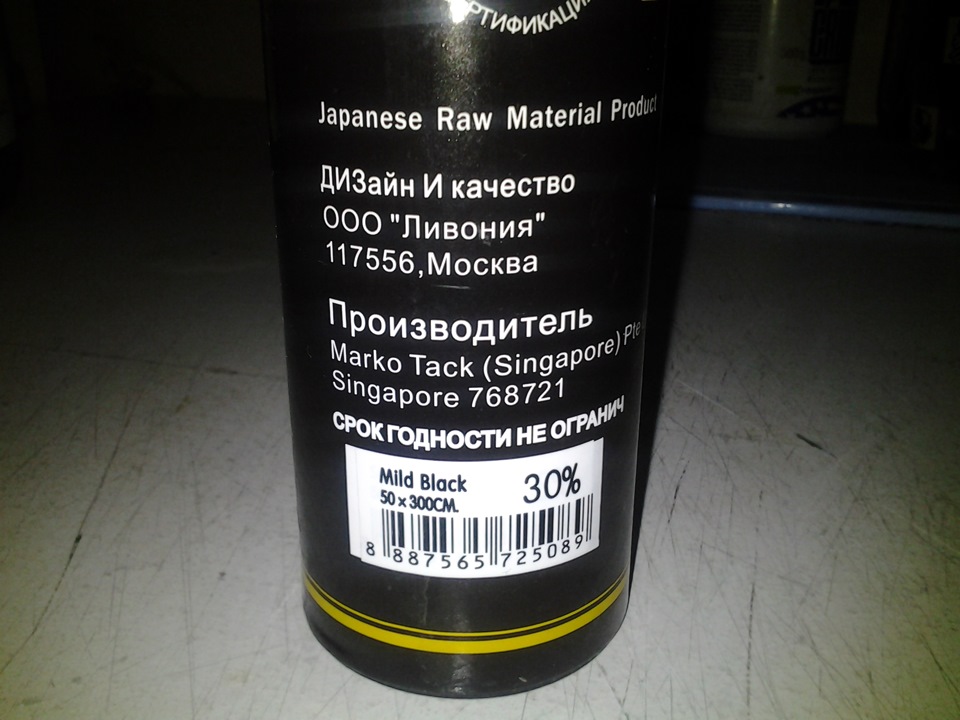 Japanese Raw Material Product
ДИЗайн И качество
ООО "Ливония"
117556,Москва
Производитель
Marko Tack (Singapore) Pte
Singapore 768721
СРОК ГОДНОСТИ НЕ ОГРАНИЧ
Mild Black 30%
50 x 300CM.
8 887565 725089